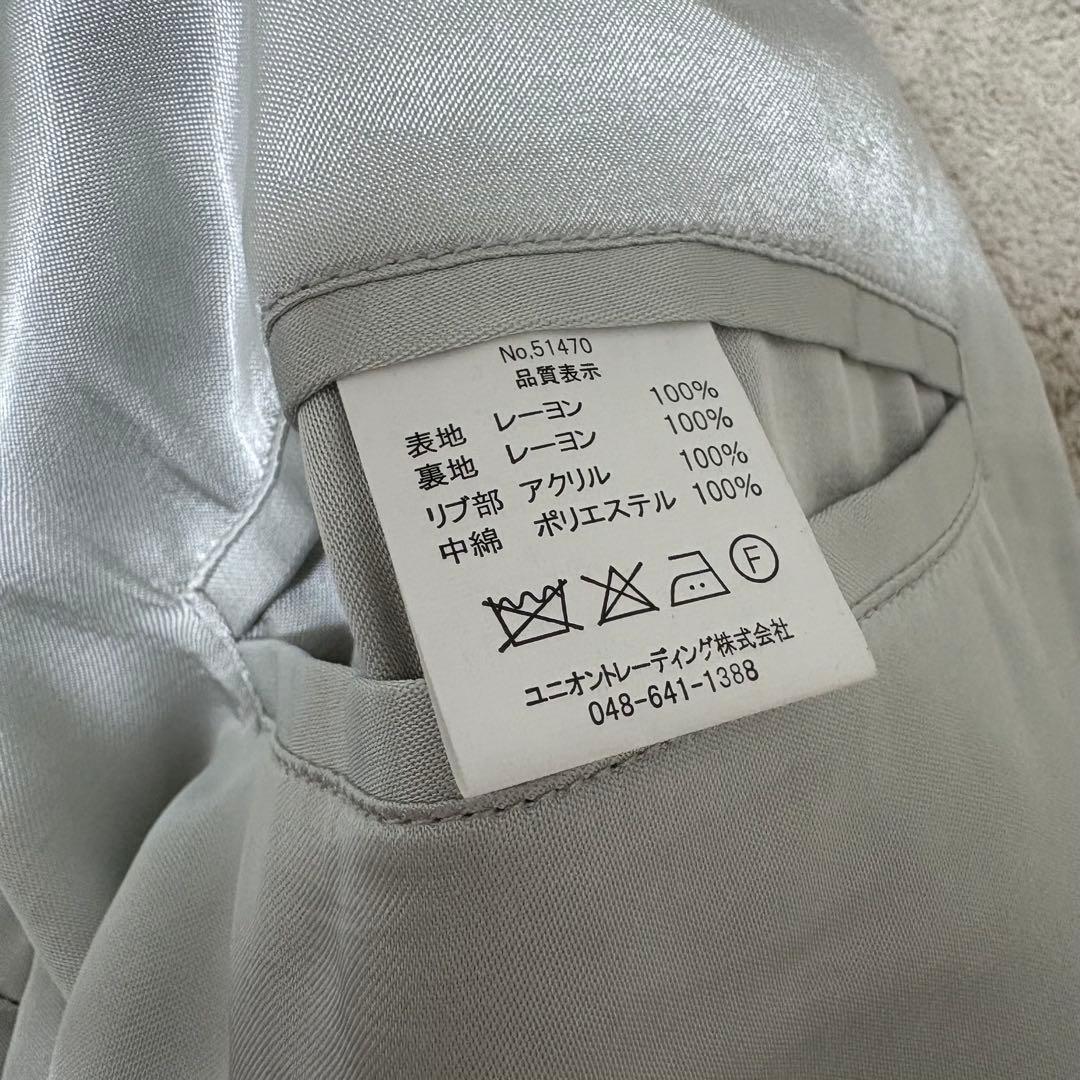 No.51470
品質表示
表地 レーヨン 100%
裏地 レーヨン 100%
リブ部 アクリル 100%
中綿 ポリエステル 100%
F
ユニオントレーディング株式会社
048-641-1388